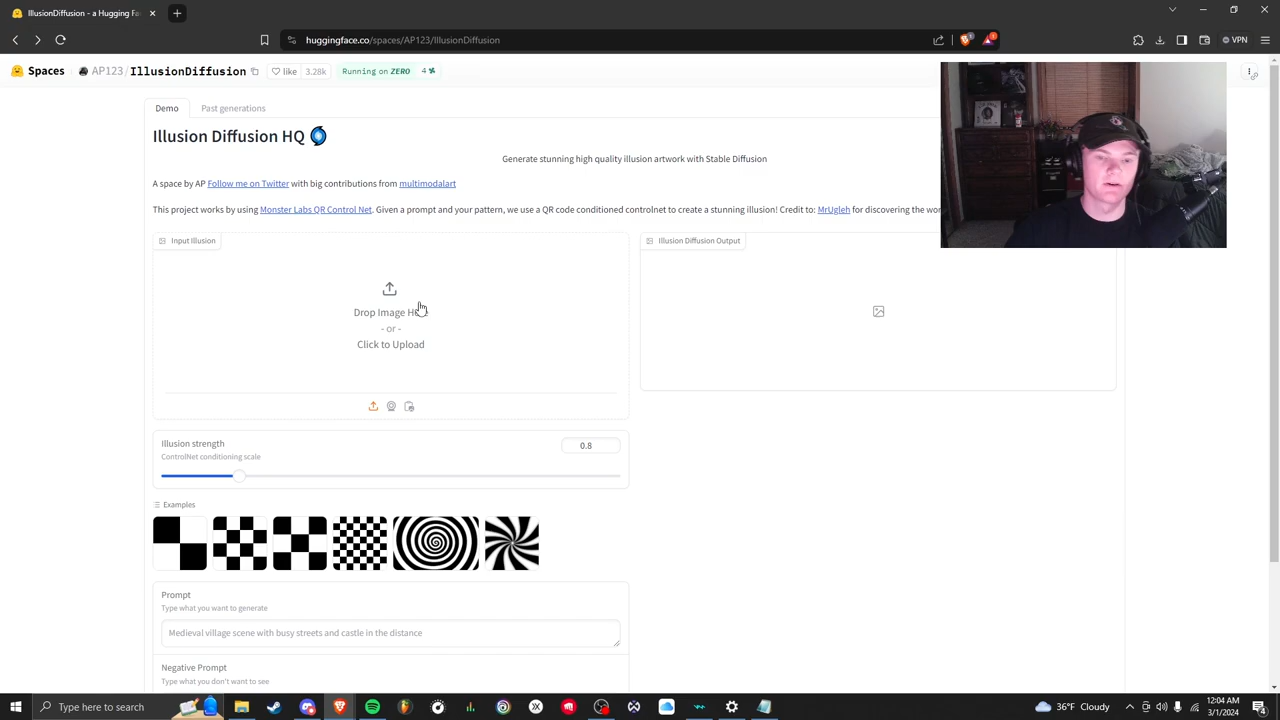 IllusionDiffusion - a Hugging Fac
huggingface.co/spaces/AP123/IllusionDiffusion
VPN
Spaces
AP123/IllusionDiffusion
like
3.28k
Running on ZERO
4
Demo
Past generations
Illusion Diffusion HQ
Generate stunning high quality illusion artwork with Stable Diffusion
A space by AP Follow me on Twitter with big contributions from multimodalart
This project works by using Monster Labs QR Control Net. Given a prompt and your pattern, we use a QR code conditioned controlnet to create a stunning illusion! Credit to: MrUgleh for discovering the wor
Input Illusion
Illusion Diffusion Output
Drop Image
- or -
Click to Upload
Illusion strength
0.8
ControlNet conditioning scale
Examples
Prompt
Type what you want to generate
Medieval village scene with busy streets and castle in the distance
Negative Prompt
Type what you don't want to see
Type here to search
36°F Cloudy
12:04 AM
3/1/2024